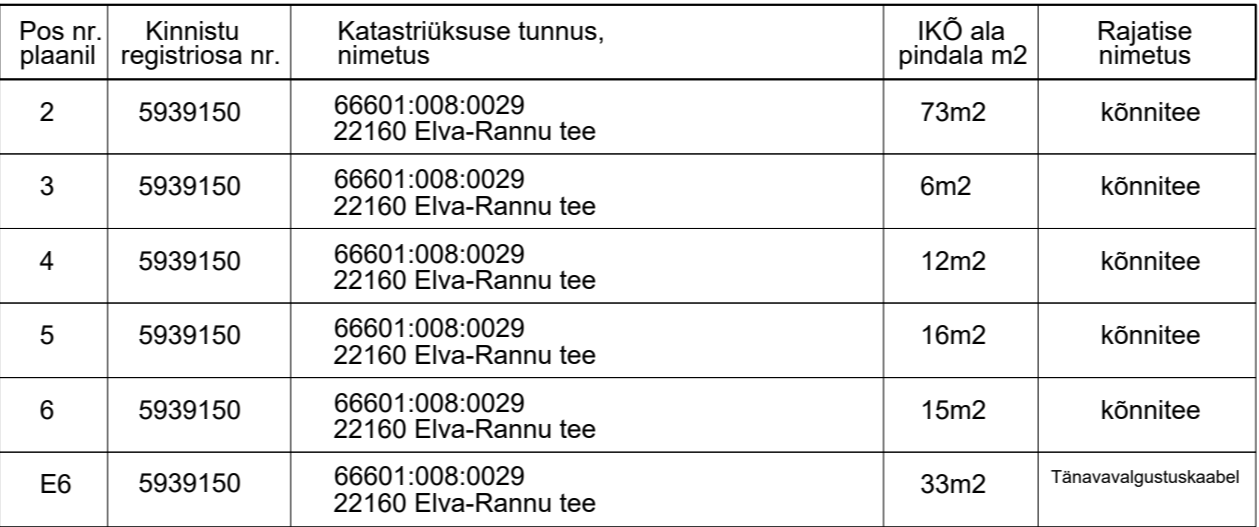 Pos nr. plaanil | Kinnistu registriosa nr. | Katastriüksuse tunnus, nimetus | IKÕ ala pindala m2 | Rajatise nimetus
2 | 5939150 | 66601:008:0029 22160 Elva-Rannu tee | 73m2 | kõnnitee
3 | 5939150 | 66601:008:0029 22160 Elva-Rannu tee | 6m2 | kõnnitee
4 | 5939150 | 66601:008:0029 22160 Elva-Rannu tee | 12m2 | kõnnitee
5 | 5939150 | 66601:008:0029 22160 Elva-Rannu tee | 16m2 | kõnnitee
6 | 5939150 | 66601:008:0029 22160 Elva-Rannu tee | 15m2 | kõnnitee
E6 | 5939150 | 66601:008:0029 22160 Elva-Rannu tee | 33m2 | Tänavavalgustuskaabel